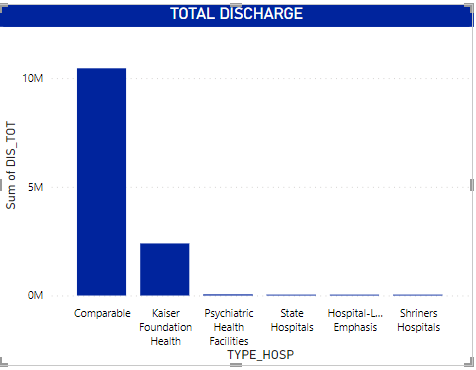 TOTAL DISCHARGE
10M
5M
0M
Sum of DIS_TOT
Comparable
Kaiser
Foundation
Health
Psychiatric
Health
Facilities
State
Hospitals
Hospital-L...
Emphasis
Shriners
Hospitals
TYPE_HOSP